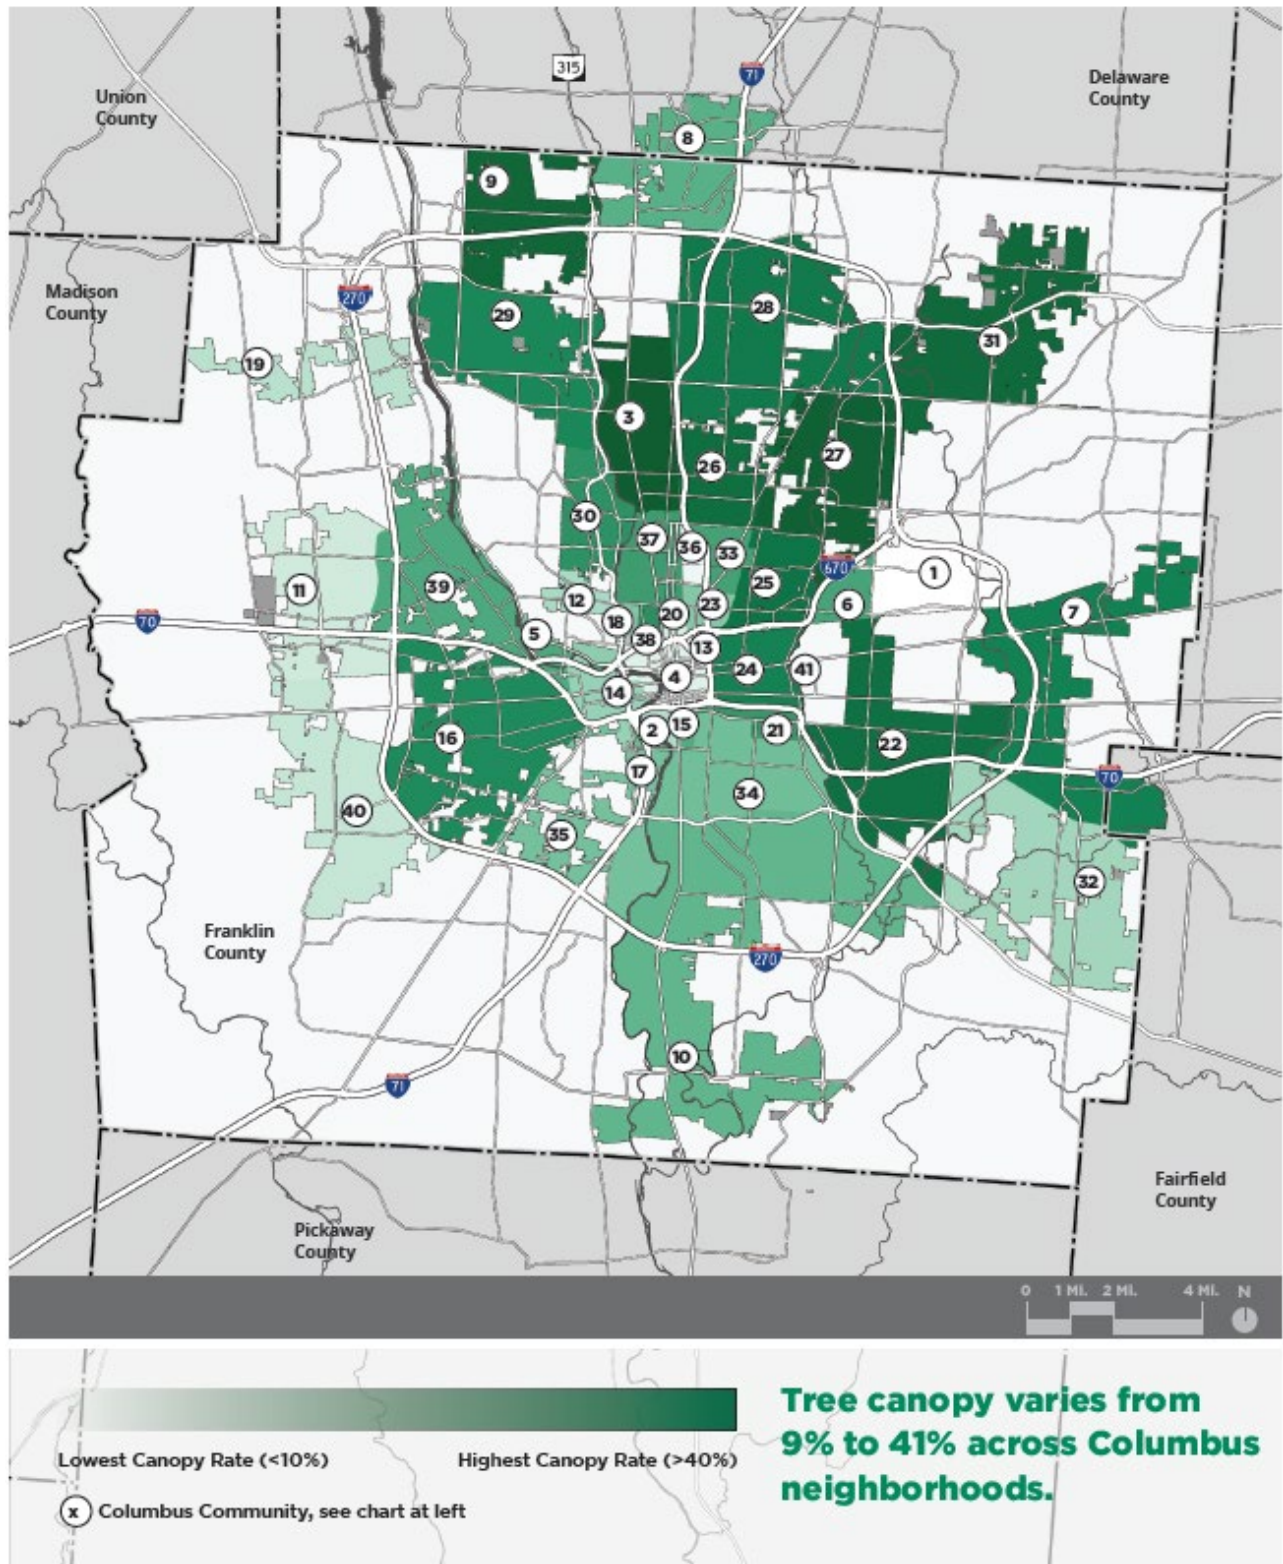 315
71
Union
County
Delaware
County
8
9
Madison
County
270
29
28
31
19
3
27
26
30
37
36
33
670
1
11
39
25
12
20
23
6
7
70
18
5
38
13
24
41
4
14
2
15
21
16
22
17
70
34
40
35
32
Franklin
County
270
10
71
Fairfield
County
Pickaway
County
0 1 MI. 2 MI. 4 MI. N
Tree canopy varies from
9% to 41% across Columbus
neighborhoods.
Lowest Canopy Rate (<10%) Highest Canopy Rate (>40%)
x Columbus Community, see chart at left